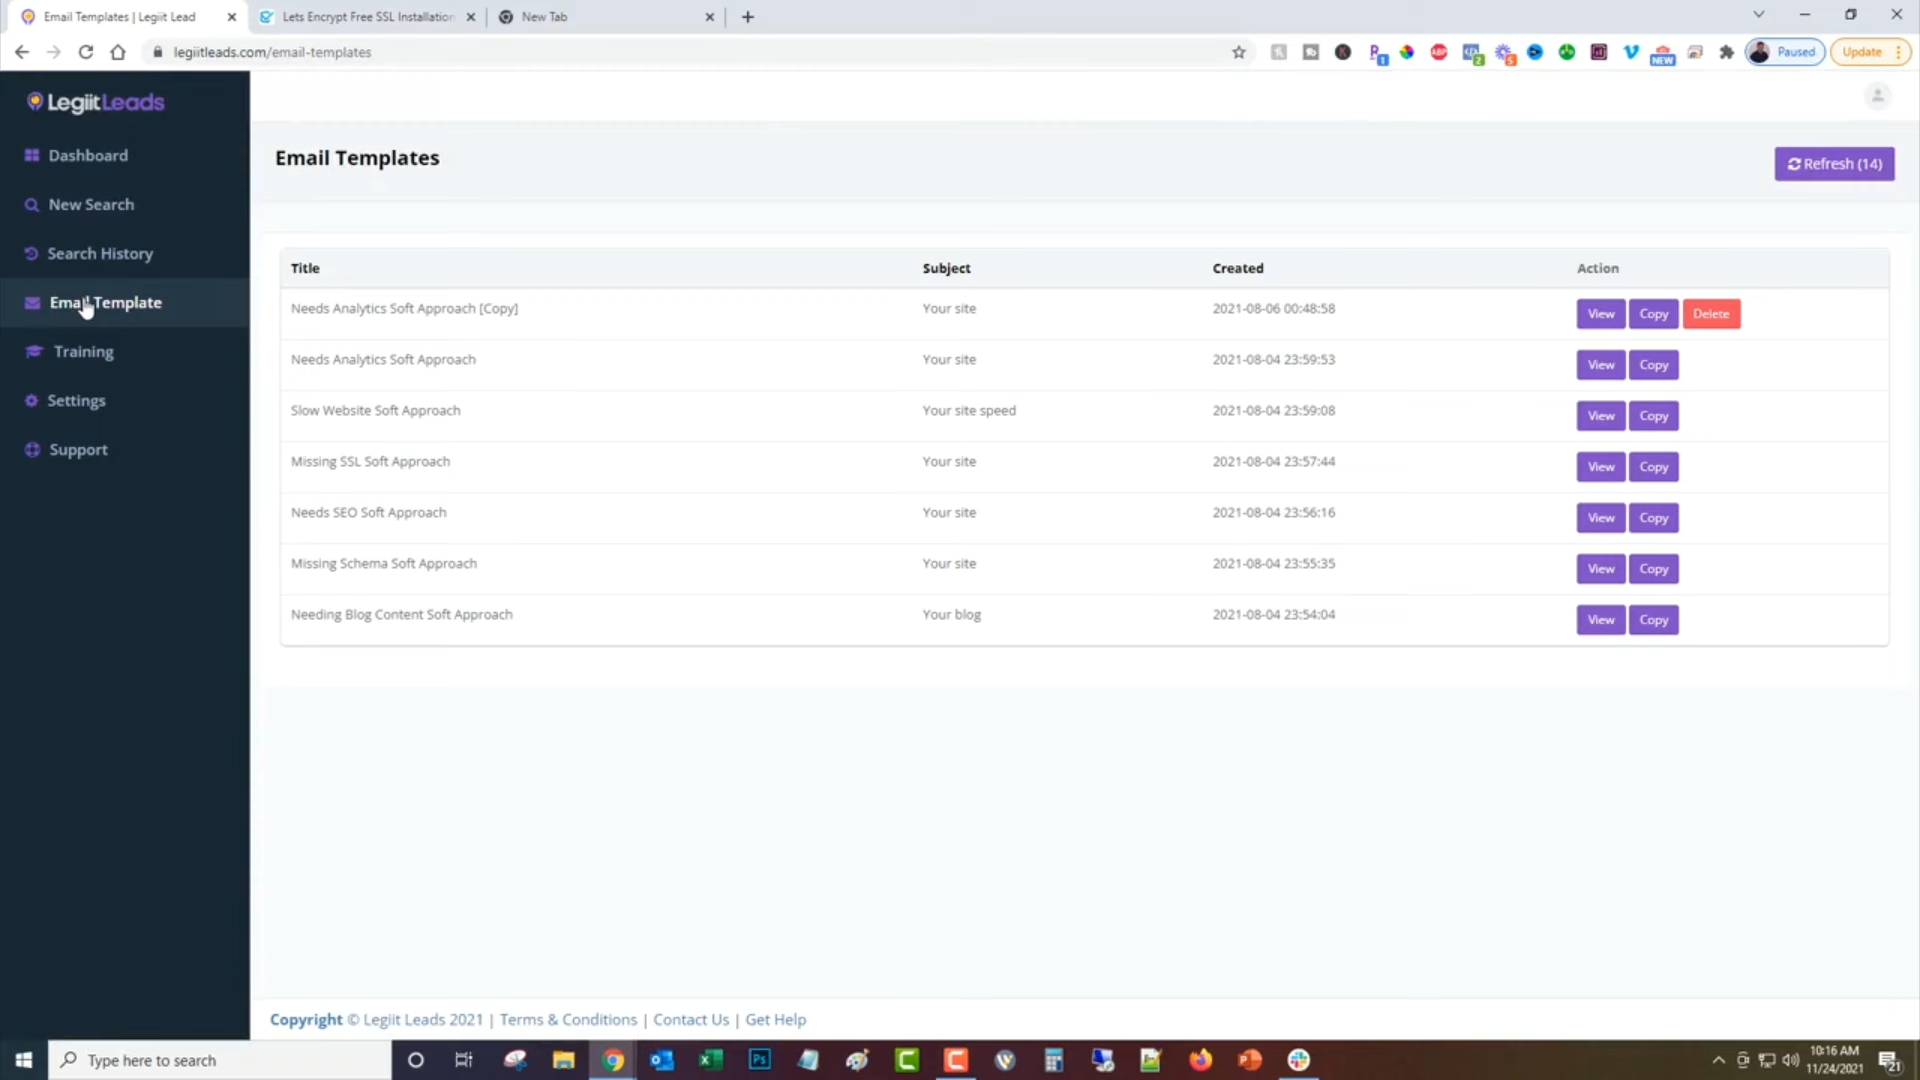 Email Templates | Legiit Lead
Lets Encrypt Free SSL Installation
New Tab
legiitleads.com/email-templates
Paused
Update
LegiitLeads
Dashboard
New Search
Search History
Email Template
Training
Settings
Support
Email Templates
Refresh (14)
Title Subject Created Action
Needs Analytics Soft Approach [Copy] Your site 2021-08-06 00:48:58 View Copy Delete
Needs Analytics Soft Approach Your site 2021-08-04 23:59:53 View Copy
Slow Website Soft Approach Your site speed 2021-08-04 23:59:08 View Copy
Missing SSL Soft Approach Your site 2021-08-04 23:57:44 View Copy
Needs SEO Soft Approach Your site 2021-08-04 23:56:16 View Copy
Missing Schema Soft Approach Your site 2021-08-04 23:55:35 View Copy
Needing Blog Content Soft Approach Your blog 2021-08-04 23:54:04 View Copy
Copyright © Legiit Leads 2021 | Terms & Conditions | Contact Us | Get Help
Type here to search
10:16 AM
11/24/2021
21